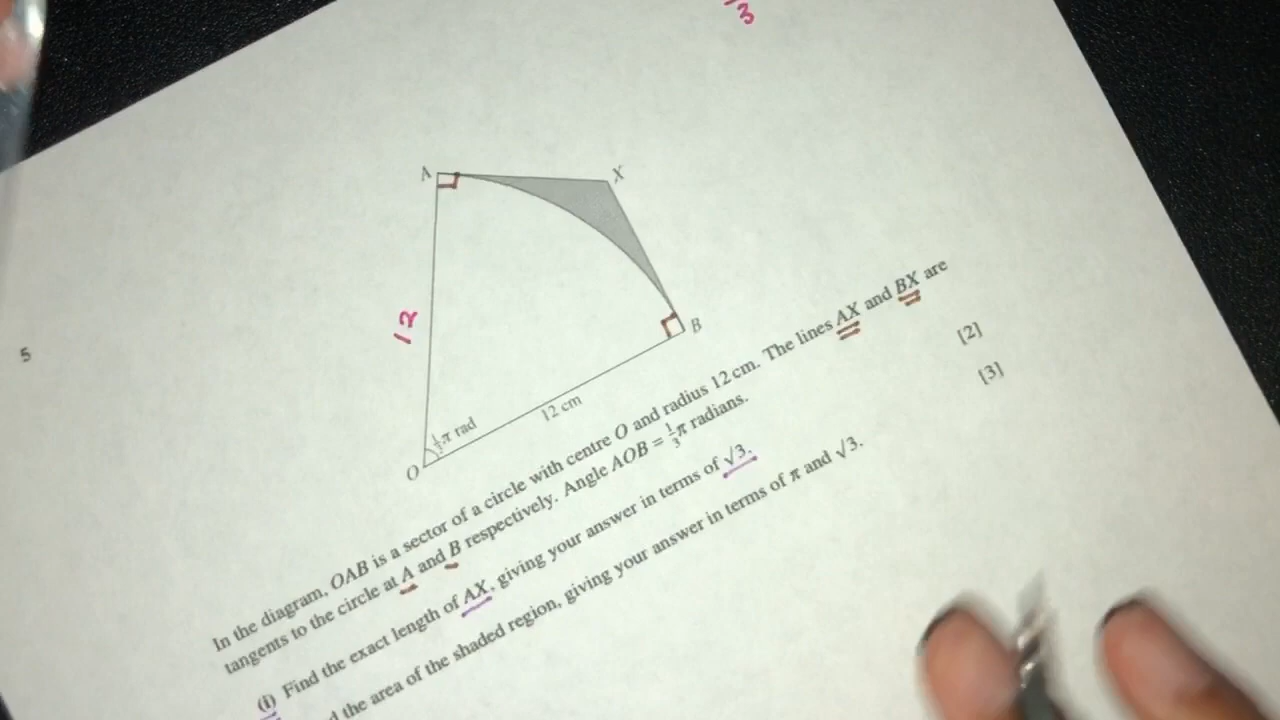 3
A
X
12
B
5
1/3π rad
12 cm
O
In the diagram, OAB is a sector of a circle with centre O and radius 12 cm. The lines AX and BX are
tangents to the circle at A and B respectively. Angle AOB = 1/3π radians.
(i) Find the exact length of AX, giving your answer in terms of √3. [2]
the area of the shaded region, giving your answer in terms of π and √3. [3]